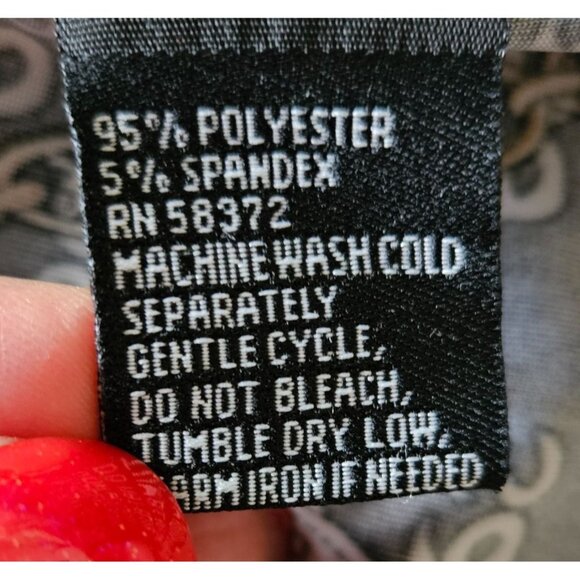 95% POLYESTER
5% SPANDEX
RN 58372
MACHINE WASH COLD
SEPARATELY
GENTLE CYCLE,
DO NOT BLEACH,
TUMBLE DRY LOW,
ARM IRON IF NEEDED